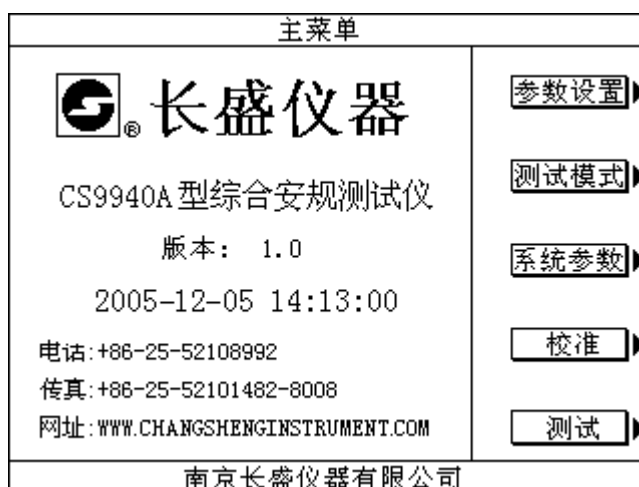 主菜单
®长盛仪器
CS9940A型综合安规测试仪
版本: 1.0
2005-12-05 14:13:00
电话:+86-25-52108992
传真:+86-25-52101482-8008
网址:WWW.CHANGSHENGINSTRUMENT.COM
参数设置
测试模式
系统参数
校准
测试
南京长盛仪器有限公司